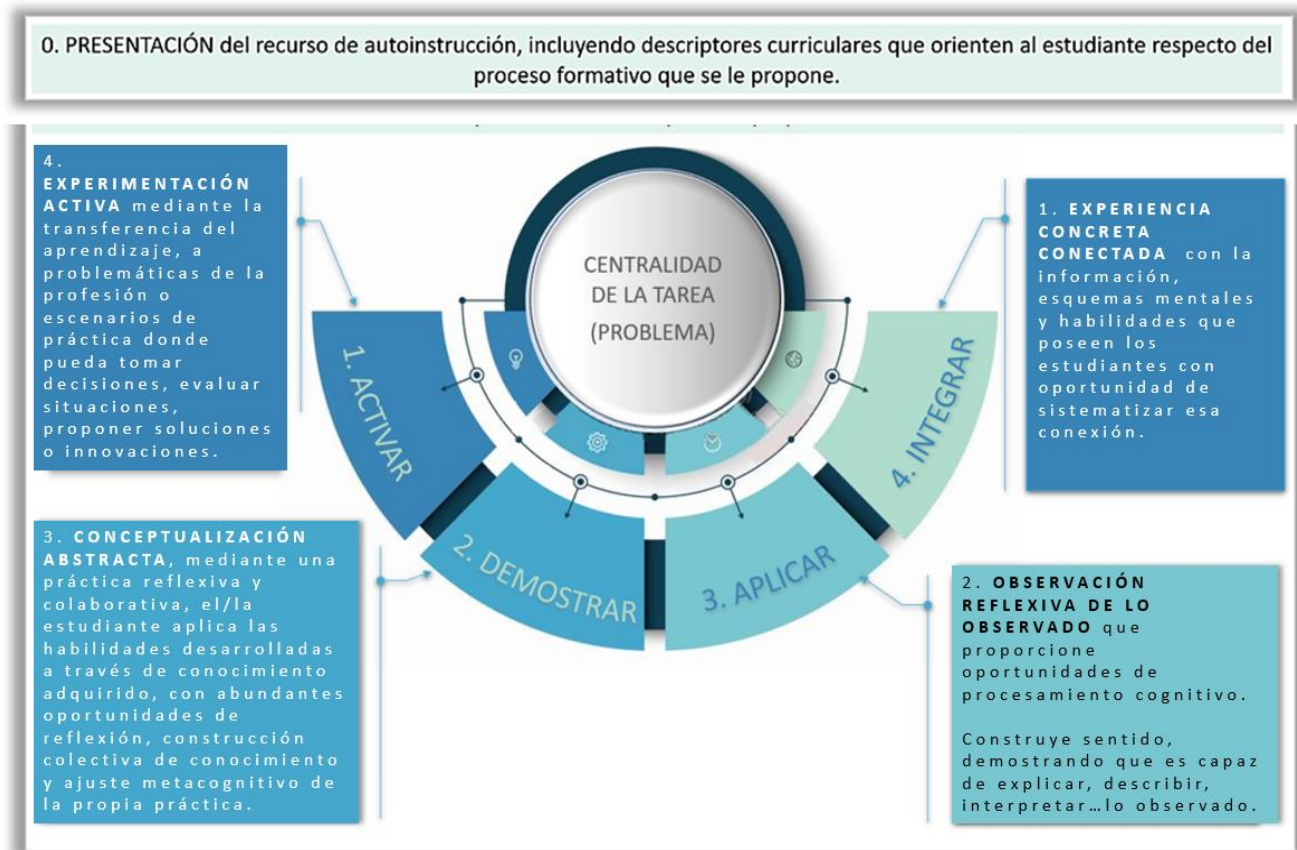 0. PRESENTACIÓN del recurso de autoinstrucción, incluyendo descriptores curriculares que orienten al estudiante respecto del
proceso formativo que se le propone.
4.
EXPERIMENTACIÓN
ACTIVA mediante la
transferencia del
aprendizaje, a
problemáticas de la
profesión o
escenarios de
práctica donde
pueda tomar
decisiones, evaluar
situaciones,
proponer soluciones
o innovaciones.
CENTRALIDAD
DE LA TAREA
(PROBLEMA)
1. EXPERIENCIA
CONCRETA
CONECTADA con la
información,
esquemas mentales
y habilidades que
poseen los
estudiantes con
oportunidad de
sistematizar esa
conexión.
1. ACTIVAR
2. DEMOSTRAR
3. APLICAR
4. INTEGRAR
3. CONCEPTUALIZACIÓN
ABSTRACTA, mediante una
práctica reflexiva y
colaborativa, el/la
estudiante aplica las
habilidades desarrolladas
a través de conocimiento
adquirido, con abundantes
oportunidades de
reflexión, construcción
colectiva de conocimiento
y ajuste metacognitivo de
la propia práctica.
2. OBSERVACIÓN
REFLEXIVA DE LO
OBSERVADO que
proporcione
oportunidades de
procesamiento cognitivo.
Construye sentido,
demostrando que es capaz
de explicar, describir,
interpretar…lo observado.